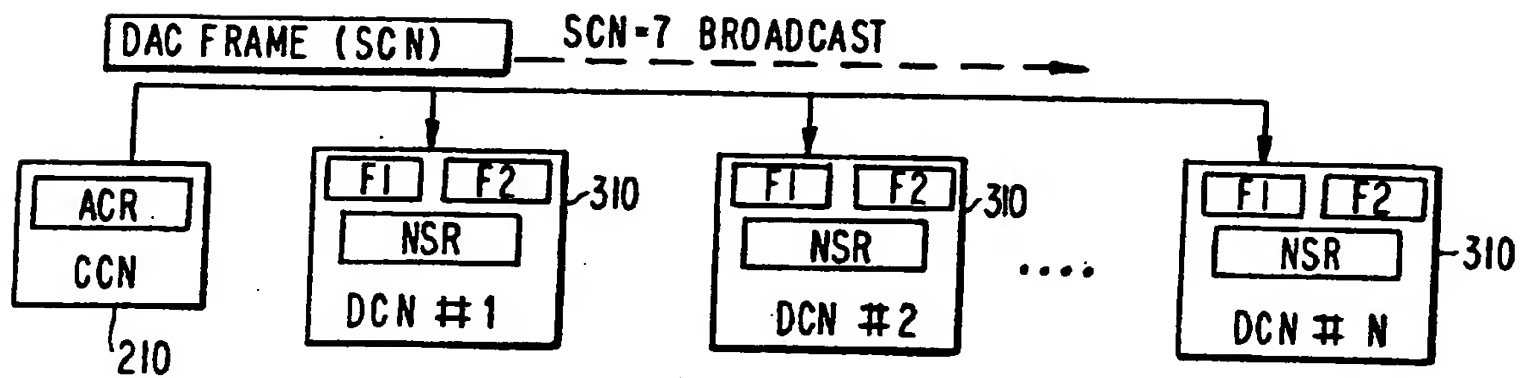 DAC FRAME (SCN)
SCN=7 BROADCAST
ACR
CCN
210
F1 F2
NSR
DCN #1
310
F1 F2
NSR
DCN #2
310
....
F1 F2
NSR
DCN # N
310